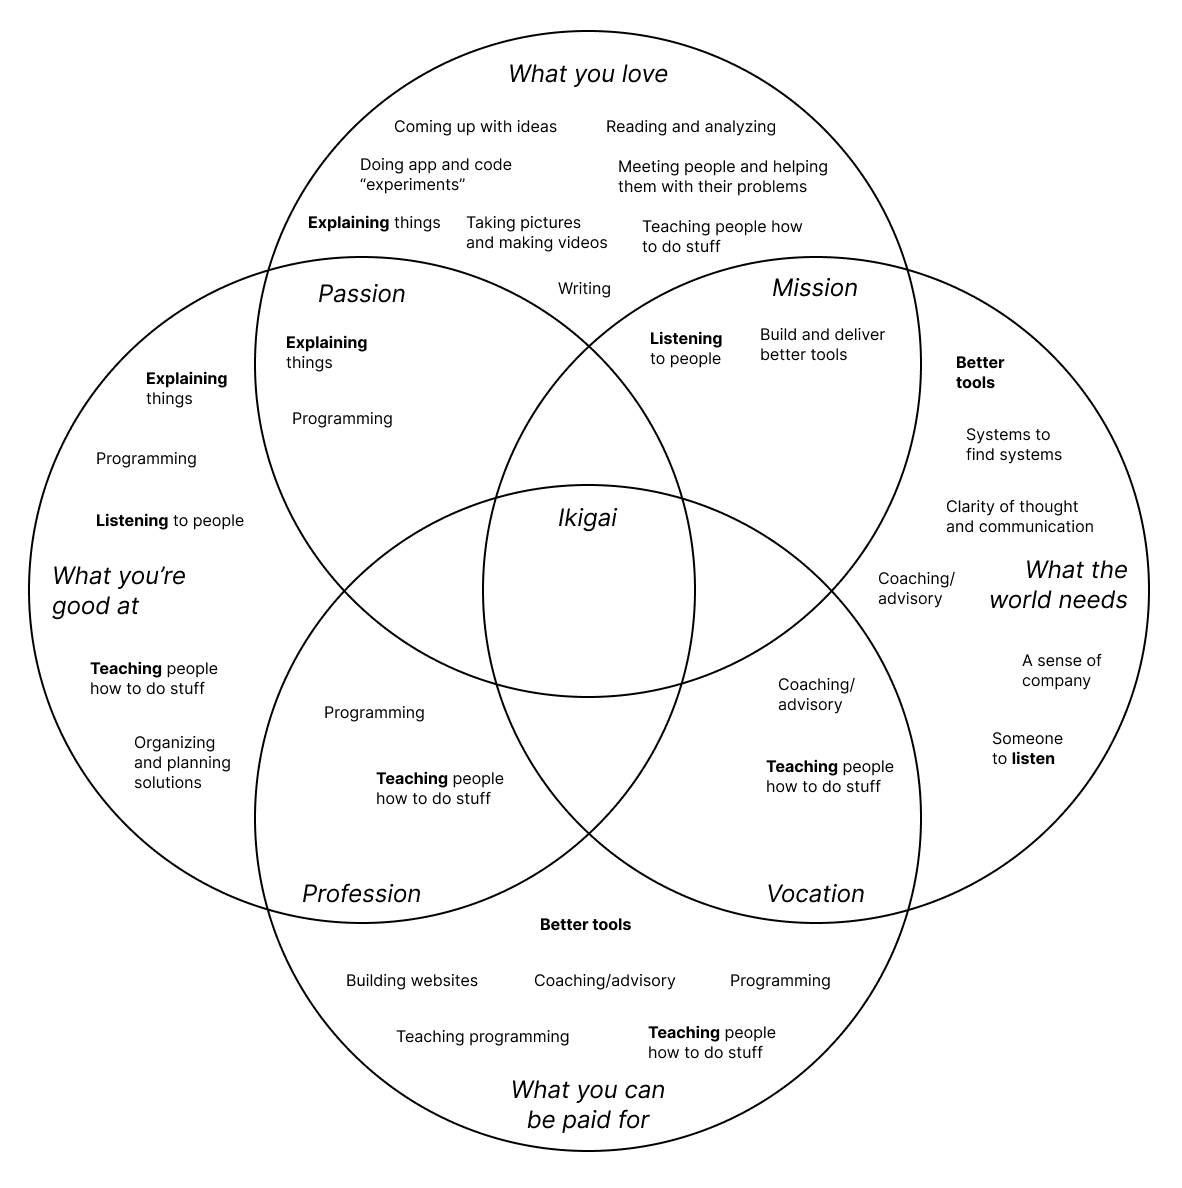 What you love
Coming up with ideas
Reading and analyzing
Doing app and code
“experiments”
Meeting people and helping
them with their problems
Explaining things
Taking pictures
and making videos
Teaching people how
to do stuff
Writing
Passion
Mission
Explaining
things
Programming
Listening
to people
Build and deliver
better tools
Explaining
things
Programming
Listening to people
What you’re
good at
Teaching people
how to do stuff
Organizing
and planning
solutions
Ikigai
Better
tools
Systems to
find systems
Clarity of thought
and communication
Coaching/
advisory
What the
world needs
A sense of
company
Someone
to listen
Programming
Teaching people
how to do stuff
Profession
Coaching/
advisory
Teaching people
how to do stuff
Vocation
Better tools
Building websites
Coaching/advisory
Programming
Teaching programming
Teaching people
how to do stuff
What you can
be paid for